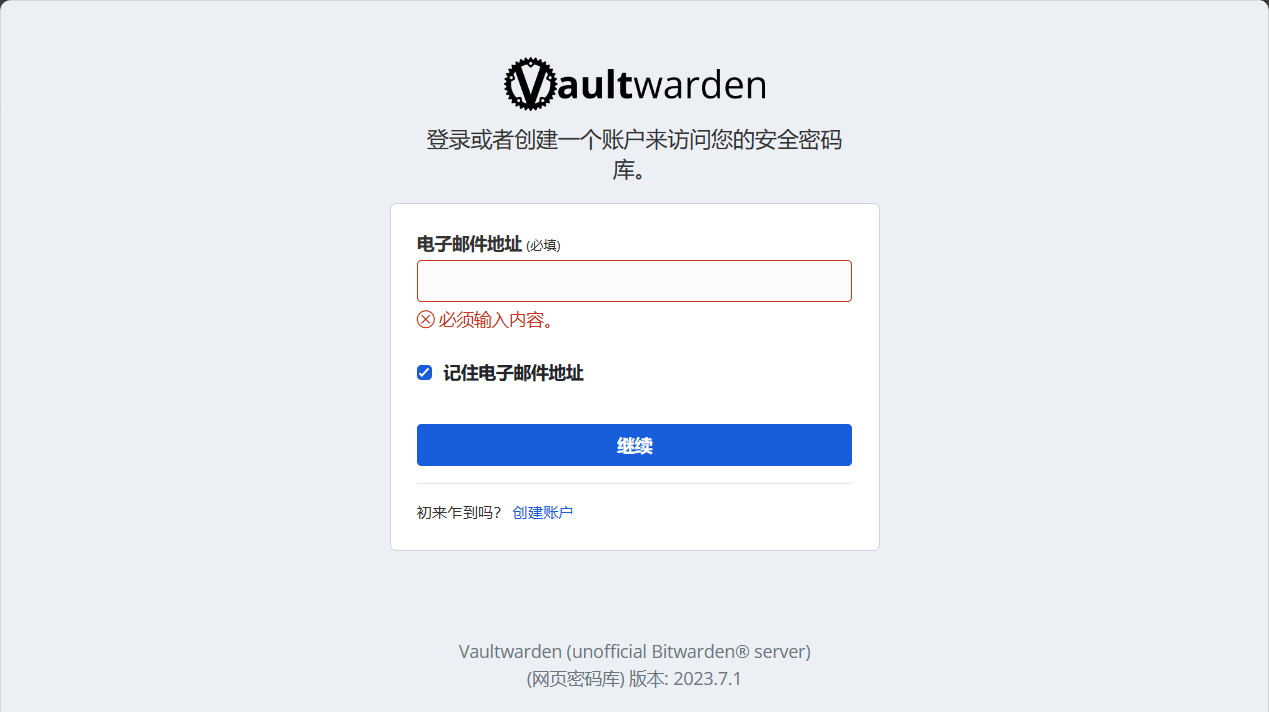 Vaultwarden
登录或者创建一个账户来访问您的安全密码
库。
电子邮件地址 (必填)
必须输入内容。
记住电子邮件地址
继续
初来乍到吗? 创建账户
Vaultwarden (unofficial Bitwarden® server)
(网页密码库) 版本: 2023.7.1